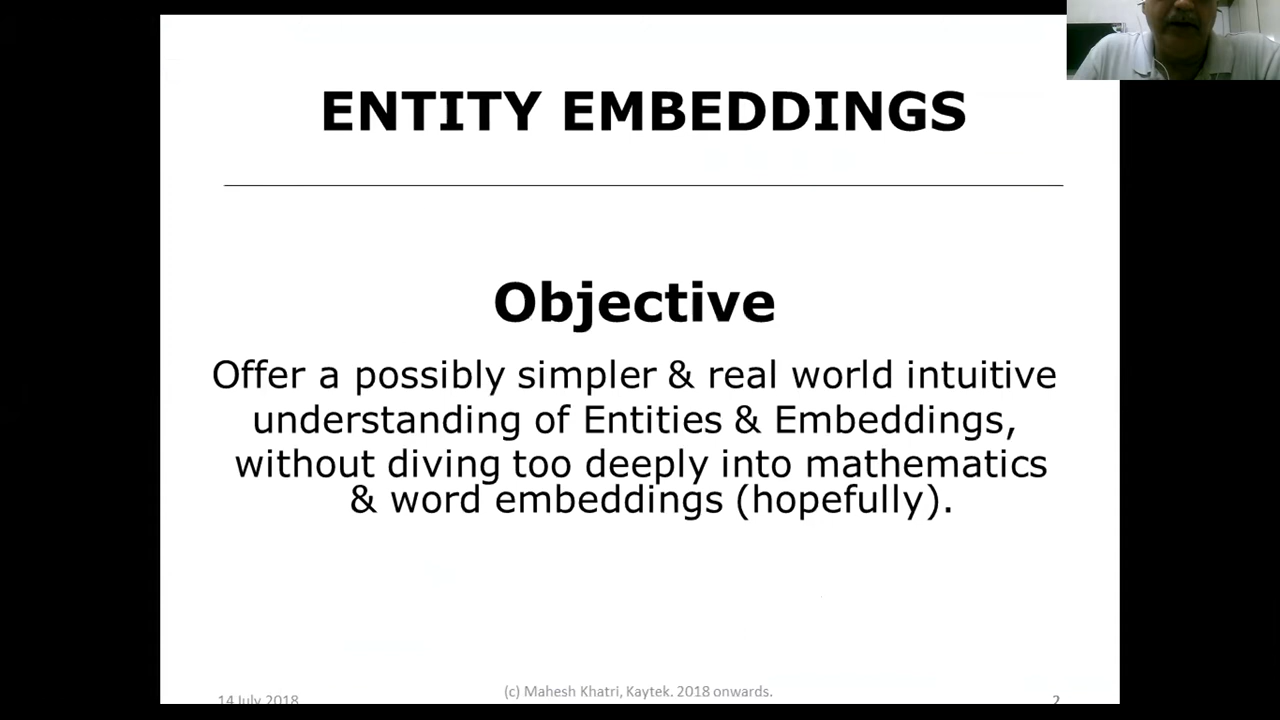 ENTITY EMBEDDINGS
Objective
Offer a possibly simpler & real world intuitive
understanding of Entities & Embeddings,
without diving too deeply into mathematics
& word embeddings (hopefully).
(c) Mahesh Khatri, Kaytek. 2018 onwards.
14 July 2018
2